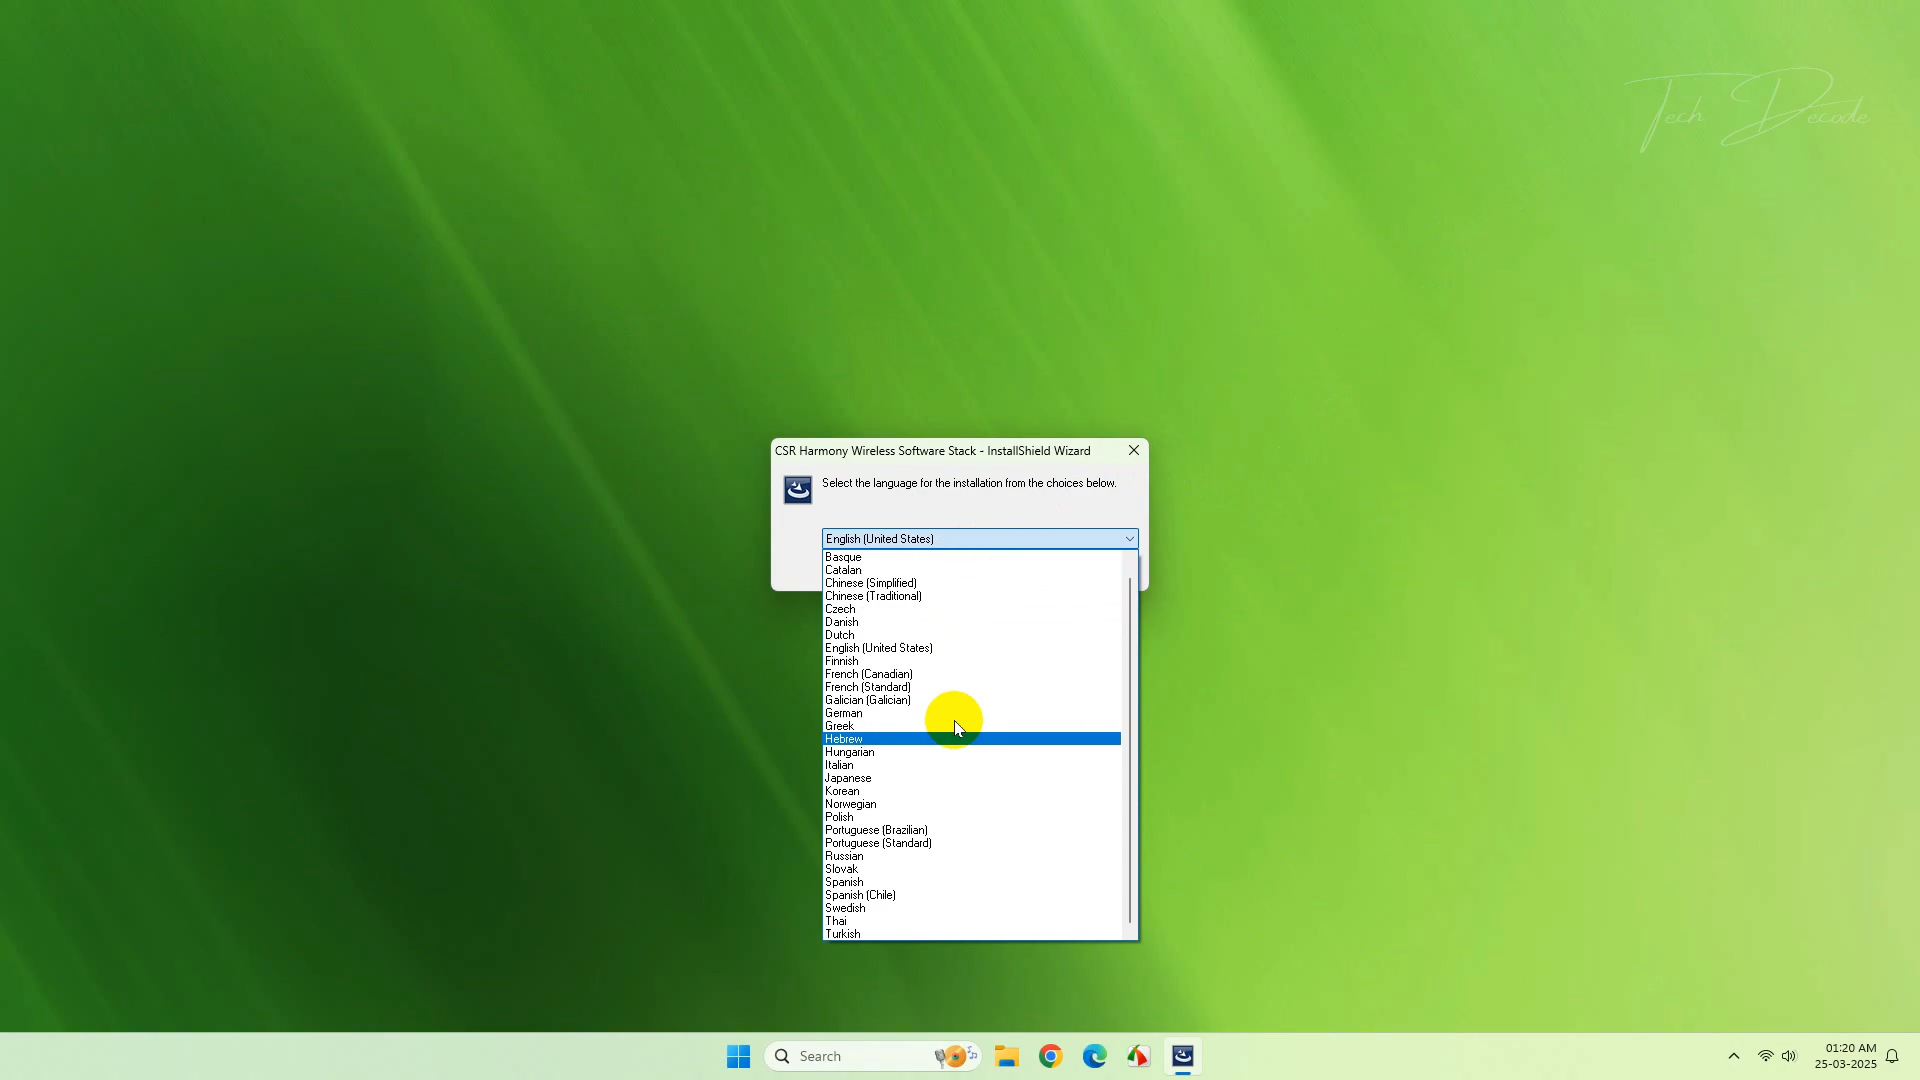 Tech Decode
CSR Harmony Wireless Software Stack - InstallShield Wizard
Select the language for the installation from the choices below.
English (United States)
Basque
Catalan
Chinese (Simplified)
Chinese (Traditional)
Czech
Danish
Dutch
English (United States)
Finnish
French (Canadian)
French (Standard)
Galician (Galician)
German
Greek
Hebrew
Hungarian
Italian
Japanese
Korean
Norwegian
Polish
Portuguese (Brazilian)
Portuguese (Standard)
Russian
Slovak
Spanish
Spanish (Chile)
Swedish
Thai
Turkish
Search
01:20 AM
25-03-2025